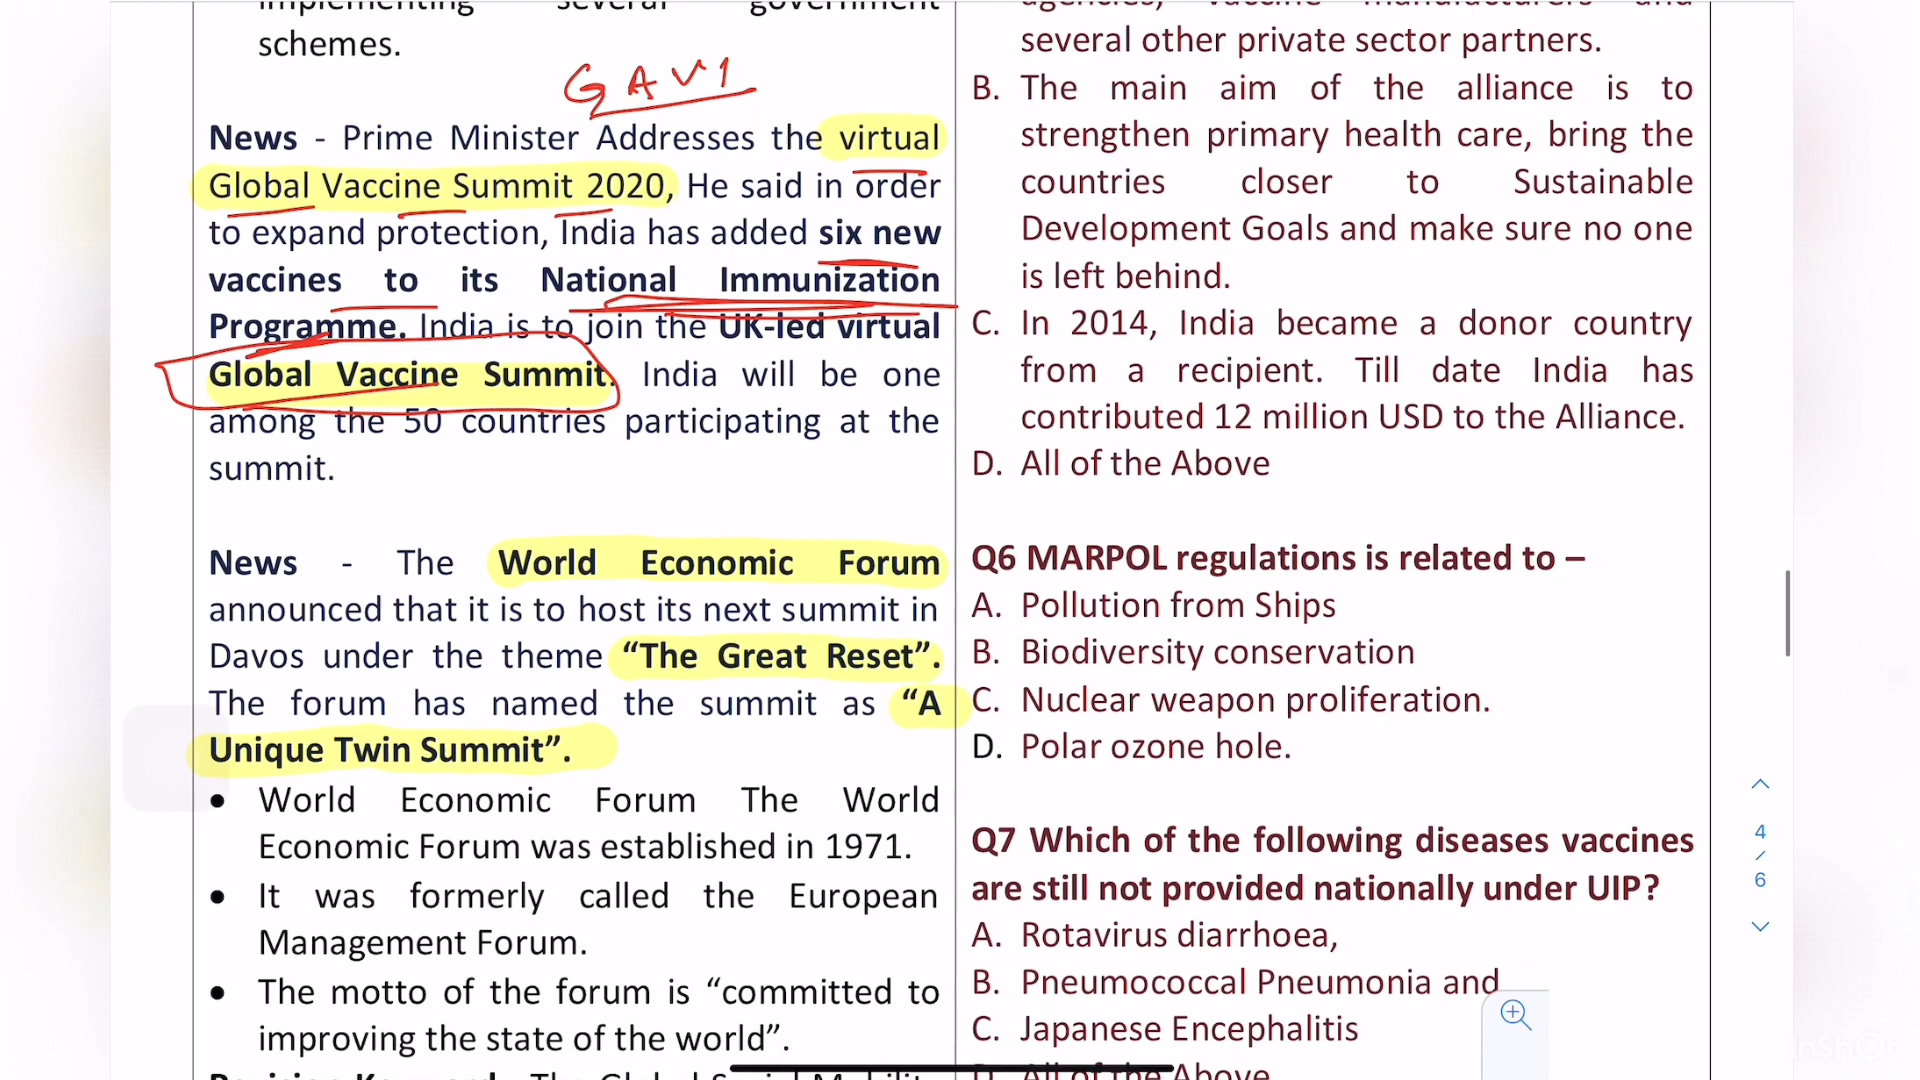 implementing several government
schemes.
GAVI
News - Prime Minister Addresses the virtual
Global Vaccine Summit 2020, He said in order
to expand protection, India has added six new
vaccines to its National Immunization
Programme. India is to join the UK-led virtual
Global Vaccine Summit. India will be one
among the 50 countries participating at the
summit.
News - The World Economic Forum
announced that it is to host its next summit in
Davos under the theme “The Great Reset”.
The forum has named the summit as “A
Unique Twin Summit”.
• World Economic Forum The World
Economic Forum was established in 1971.
• It was formerly called the European
Management Forum.
• The motto of the forum is “committed to
improving the state of the world”.
agencies, vaccine manufacturers and
several other private sector partners.
B. The main aim of the alliance is to
strengthen primary health care, bring the
countries closer to Sustainable
Development Goals and make sure no one
is left behind.
C. In 2014, India became a donor country
from a recipient. Till date India has
contributed 12 million USD to the Alliance.
D. All of the Above
Q6 MARPOL regulations is related to –
A. Pollution from Ships
B. Biodiversity conservation
C. Nuclear weapon proliferation.
D. Polar ozone hole.
Q7 Which of the following diseases vaccines
are still not provided nationally under UIP?
A. Rotavirus diarrhoea,
B. Pneumococcal Pneumonia and
C. Japanese Encephalitis
D. All of the Above
4
/
6